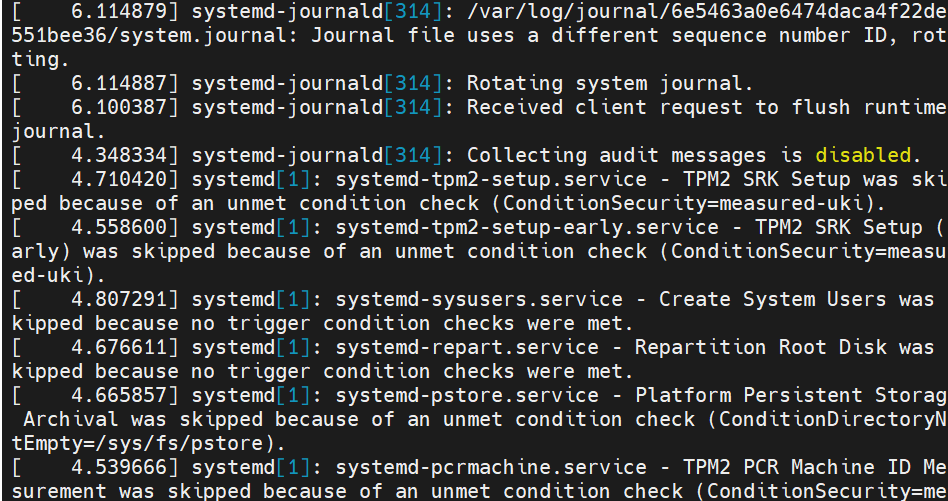 [    6.114879] systemd-journald[314]: /var/log/journal/6e5463a0e6474daca4f22de
551bee36/system.journal: Journal file uses a different sequence number ID, rot
ting.
[    6.114887] systemd-journald[314]: Rotating system journal.
[    6.100387] systemd-journald[314]: Received client request to flush runtime
journal.
[    4.348334] systemd-journald[314]: Collecting audit messages is disabled.
[    4.710420] systemd[1]: systemd-tpm2-setup.service - TPM2 SRK Setup was ski
ped because of an unmet condition check (ConditionSecurity=measured-uki).
[    4.558600] systemd[1]: systemd-tpm2-setup-early.service - TPM2 SRK Setup (
arly) was skipped because of an unmet condition check (ConditionSecurity=measu
ed-uki).
[    4.807291] systemd[1]: systemd-sysusers.service - Create System Users was
kipped because no trigger condition checks were met.
[    4.676611] systemd[1]: systemd-repart.service - Repartition Root Disk was
kipped because no trigger condition checks were met.
[    4.665857] systemd[1]: systemd-pstore.service - Platform Persistent Storag
 Archival was skipped because of an unmet condition check (ConditionDirectoryN
tEmpty=/sys/fs/pstore).
[    4.539666] systemd[1]: systemd-pcrmachine.service - TPM2 PCR Machine ID Me
surement was skipped because of an unmet condition check (ConditionSecurity=me